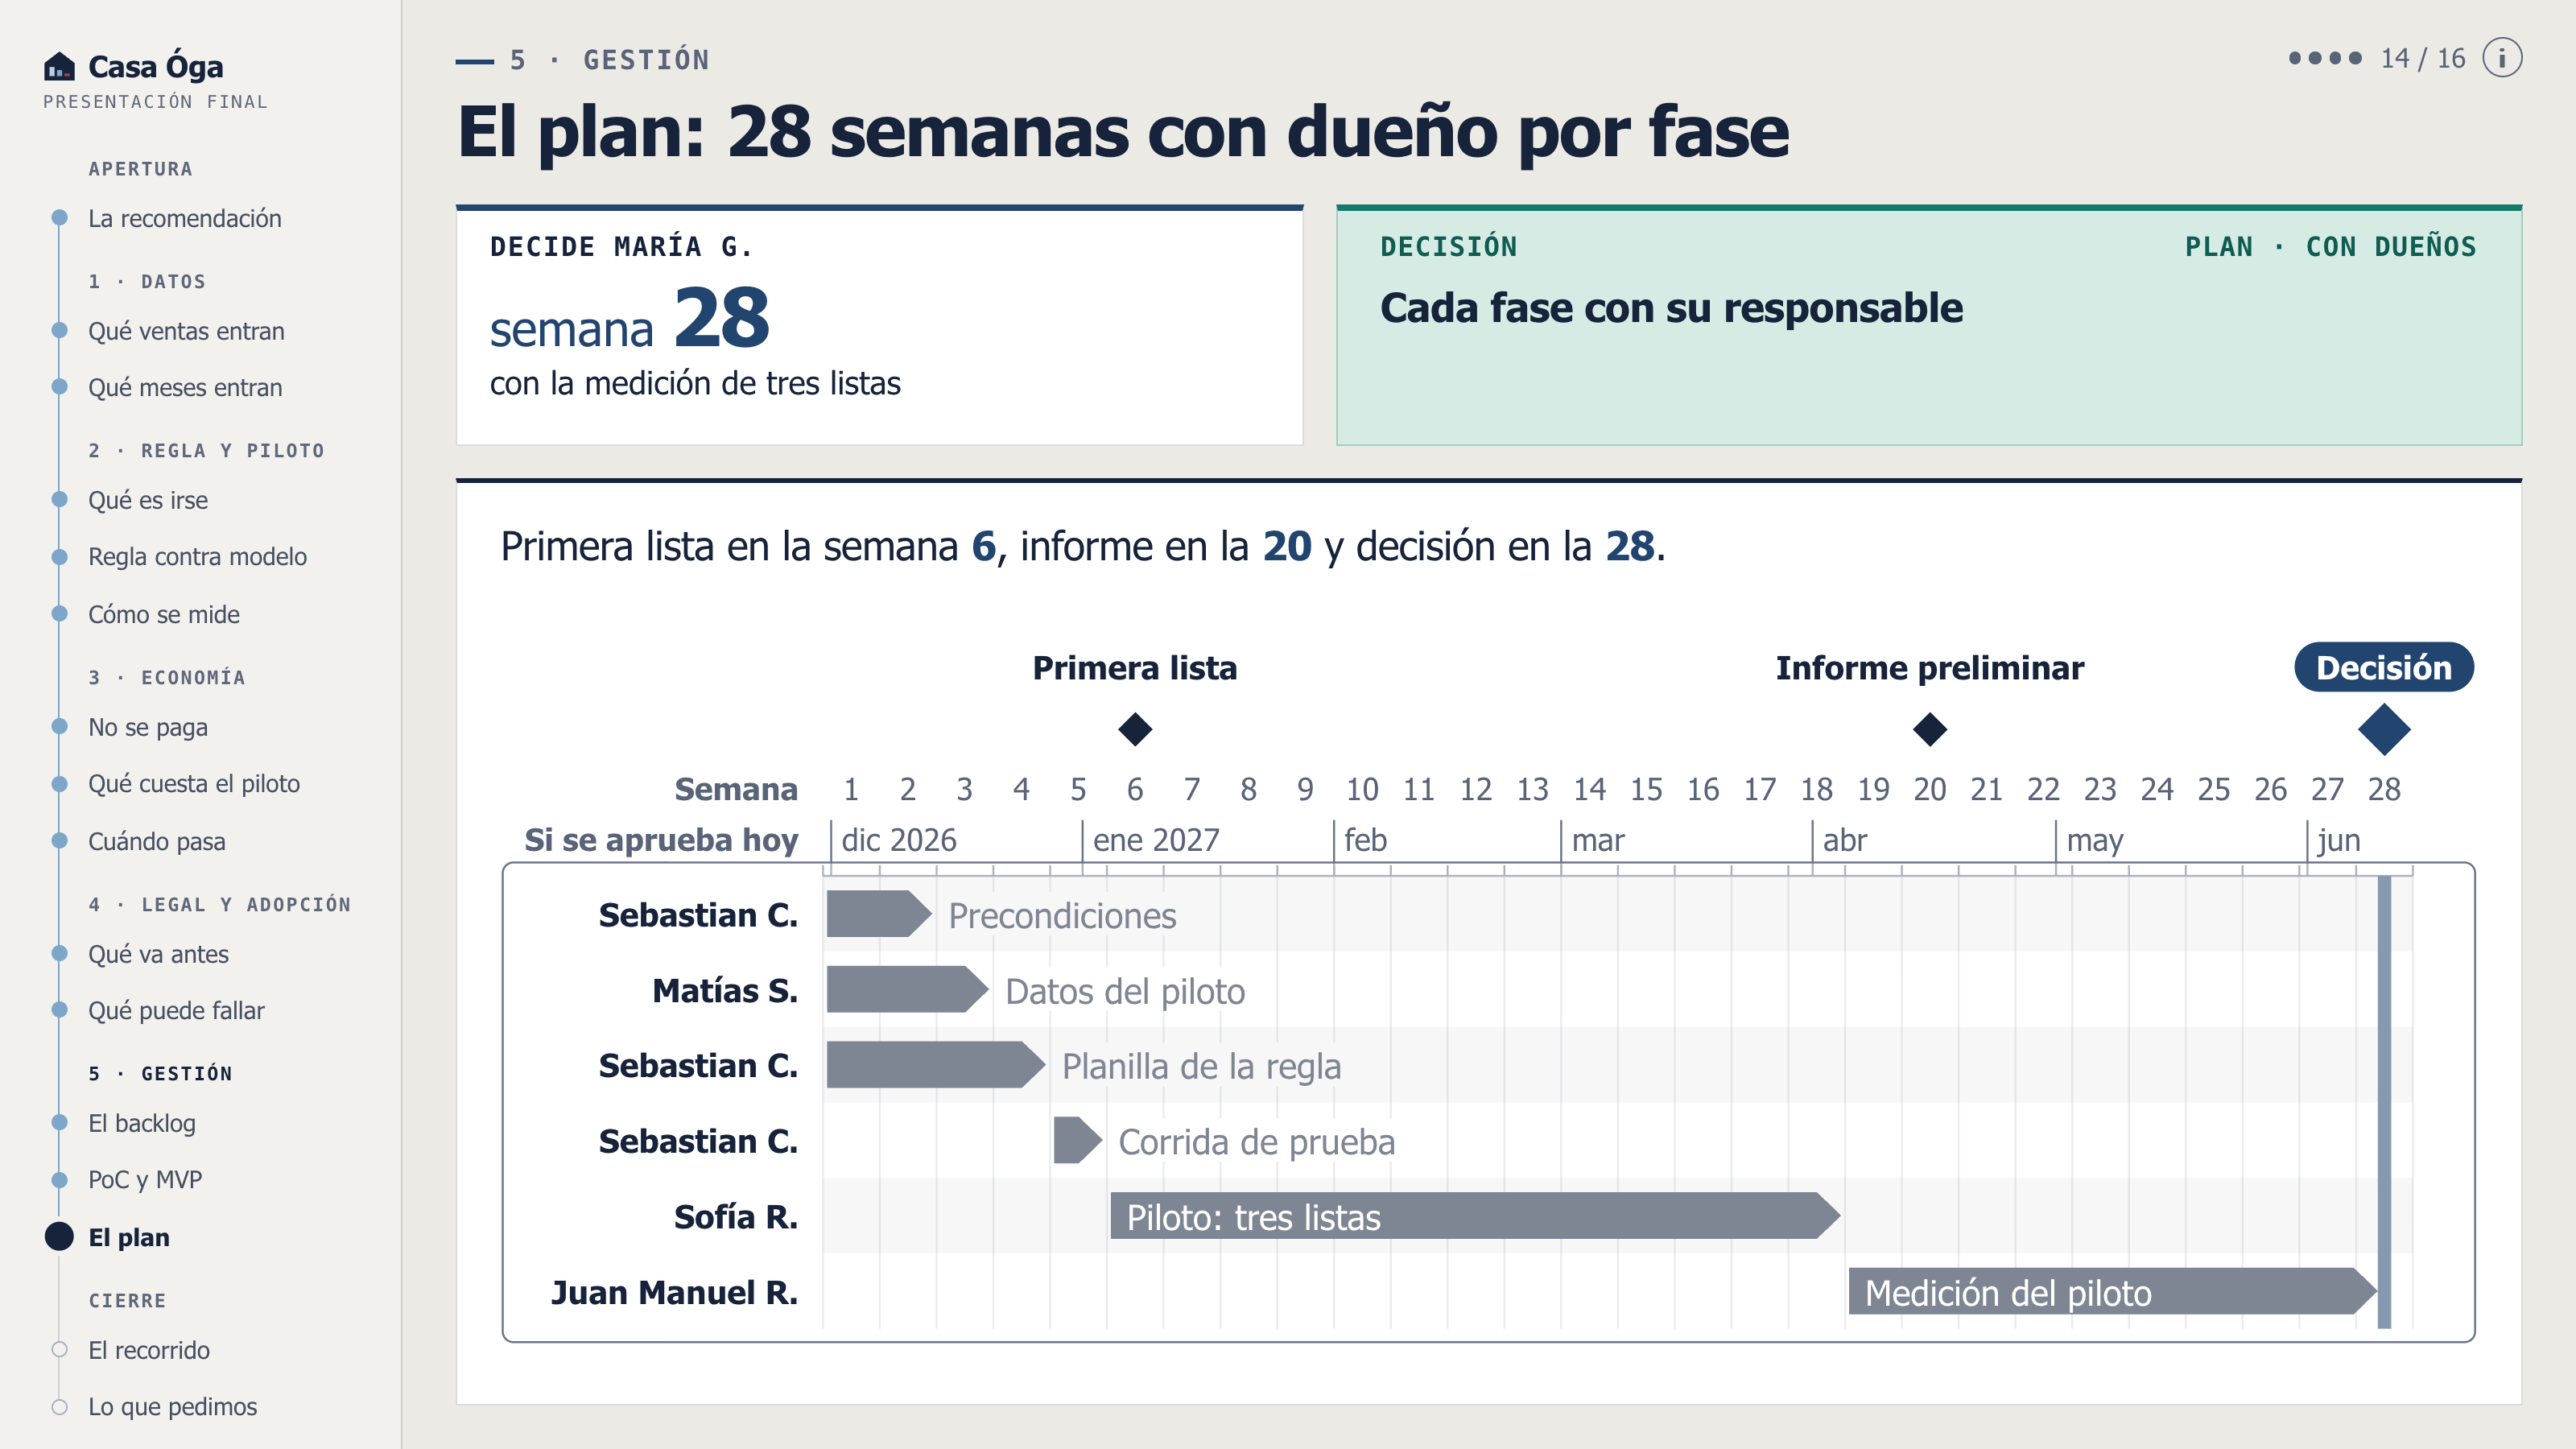 Casa Óga
PRESENTACIÓN FINAL
APERTURA
La recomendación
1 · DATOS
Qué ventas entran
Qué meses entran
2 · REGLA Y PILOTO
Qué es irse
Regla contra modelo
Cómo se mide
3 · ECONOMÍA
No se paga
Qué cuesta el piloto
Cuándo pasa
4 · LEGAL Y ADOPCIÓN
Qué va antes
Qué puede fallar
5 · GESTIÓN
El backlog
PoC y MVP
El plan
CIERRE
El recorrido
Lo que pedimos
5 · GESTIÓN
14 / 16 i
El plan: 28 semanas con dueño por fase
DECIDE MARÍA G.
semana 28
con la medición de tres listas
DECISIÓN PLAN · CON DUEÑOS
Cada fase con su responsable
Primera lista en la semana 6, informe en la 20 y decisión en la 28.
Primera lista Informe preliminar Decisión
Semana 1 2 3 4 5 6 7 8 9 10 11 12 13 14 15 16 17 18 19 20 21 22 23 24 25 26 27 28
Si se aprueba hoy dic 2026 ene 2027 feb mar abr may jun
Sebastian C. Precondiciones
Matías S. Datos del piloto
Sebastian C. Planilla de la regla
Sebastian C. Corrida de prueba
Sofía R. Piloto: tres listas
Juan Manuel R. Medición del piloto